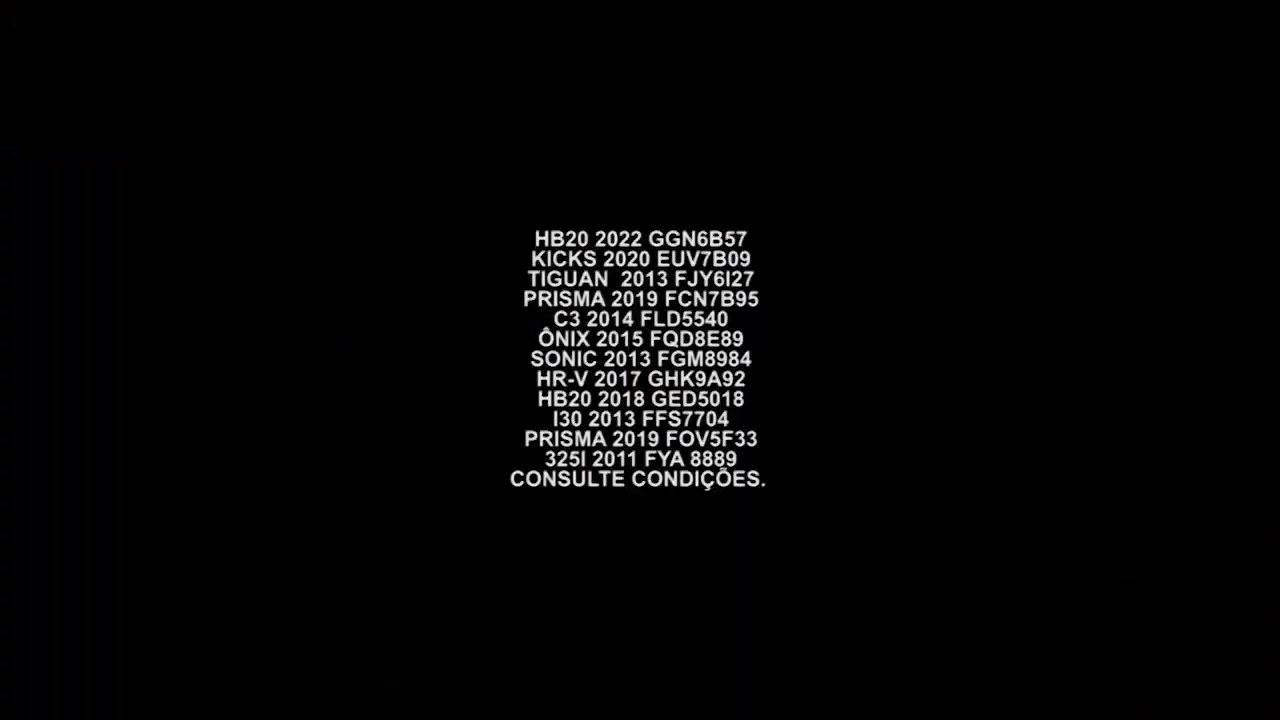 HB20 2022 GGN6B57
KICKS 2020 EUV7B09
TIGUAN  2013 FJY6I27
PRISMA 2019 FCN7B95
C3 2014 FLD5540
ÔNIX 2015 FQD8E89
SONIC 2013 FGM8984
HR-V 2017 GHK9A92
HB20 2018 GED5018
I30 2013 FFS7704
PRISMA 2019 FOV5F33
325I 2011 FYA 8889
CONSULTE CONDIÇÕES.